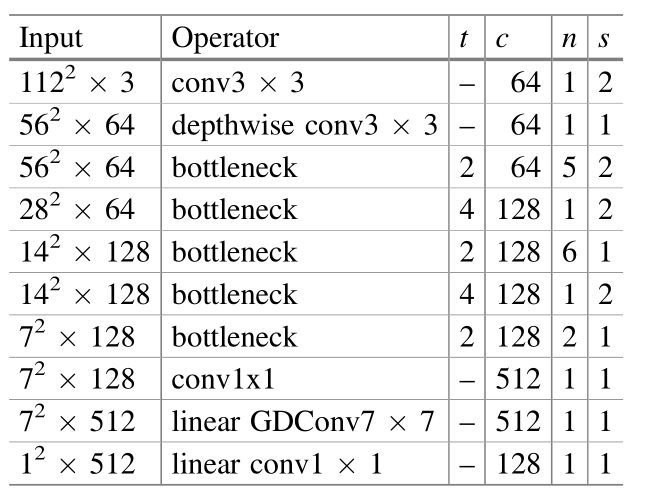 Input Operator t c n s
112² × 3 conv3 × 3 – 64 1 2
56² × 64 depthwise conv3 × 3 – 64 1 1
56² × 64 bottleneck 2 64 5 2
28² × 64 bottleneck 4 128 1 2
14² × 128 bottleneck 2 128 6 1
14² × 128 bottleneck 4 128 1 2
7² × 128 bottleneck 2 128 2 1
7² × 128 conv1x1 – 512 1 1
7² × 512 linear GDConv7 × 7 – 512 1 1
1² × 512 linear conv1 × 1 – 128 1 1